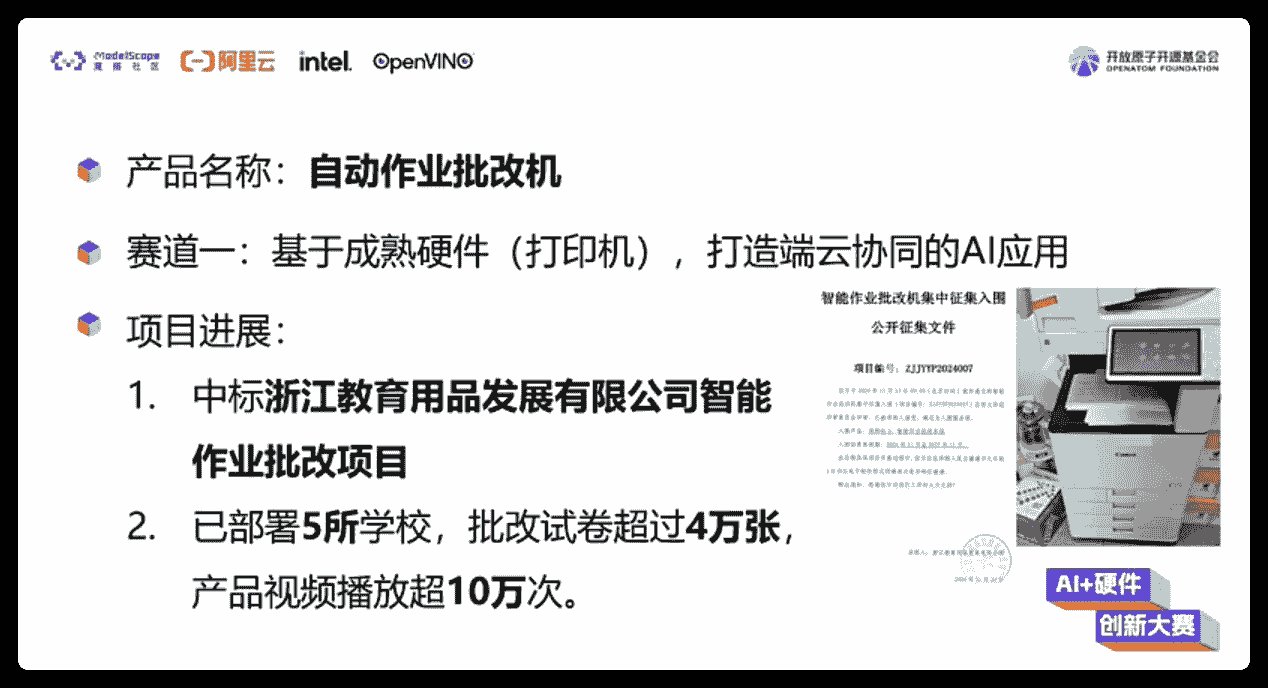 ModelScope
魔搭社区
阿里云
intel.
OpenVINO
开放原子开源基金会
OPENATOM FOUNDATION
产品名称：自动作业批改机
赛道一：基于成熟硬件（打印机），打造端云协同的AI应用
项目进展：
1. 中标浙江教育用品发展有限公司智能
作业批改项目
2. 已部署5所学校，批改试卷超过4万张，
产品视频播放超10万次。
智能作业批改机集中征集入围
公开征集文件
项目编号：ZJJYYP2024007
Canon
AI+硬件
创新大赛